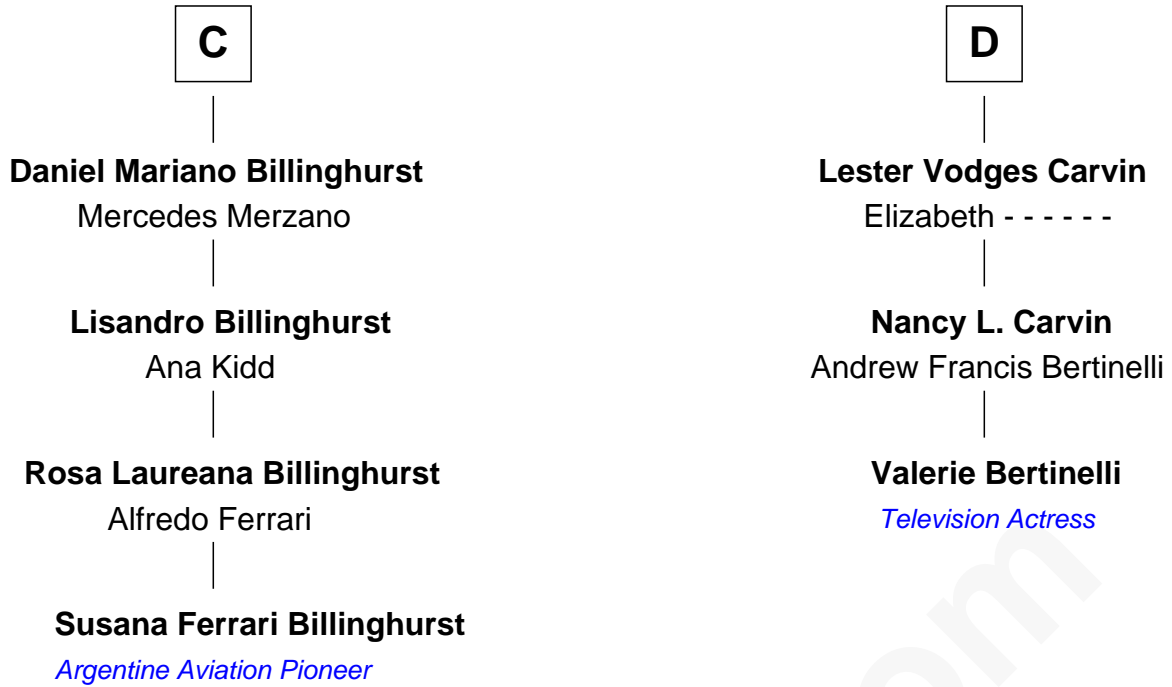 C
Daniel Mariano Billinghurst
Mercedes Merzano
Lisandro Billinghurst
Ana Kidd
Rosa Laureana Billinghurst
Alfredo Ferrari
Susana Ferrari Billinghurst
Argentine Aviation Pioneer
D
Lester Vodges Carvin
Elizabeth - - - - - -
Nancy L. Carvin
Andrew Francis Bertinelli
Valerie Bertinelli
Television Actress
om